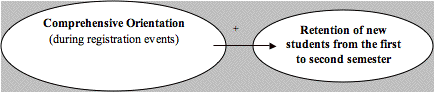 Comprehensive Orientation
(during registration events)
+
Retention of new
students from the first
to second semester